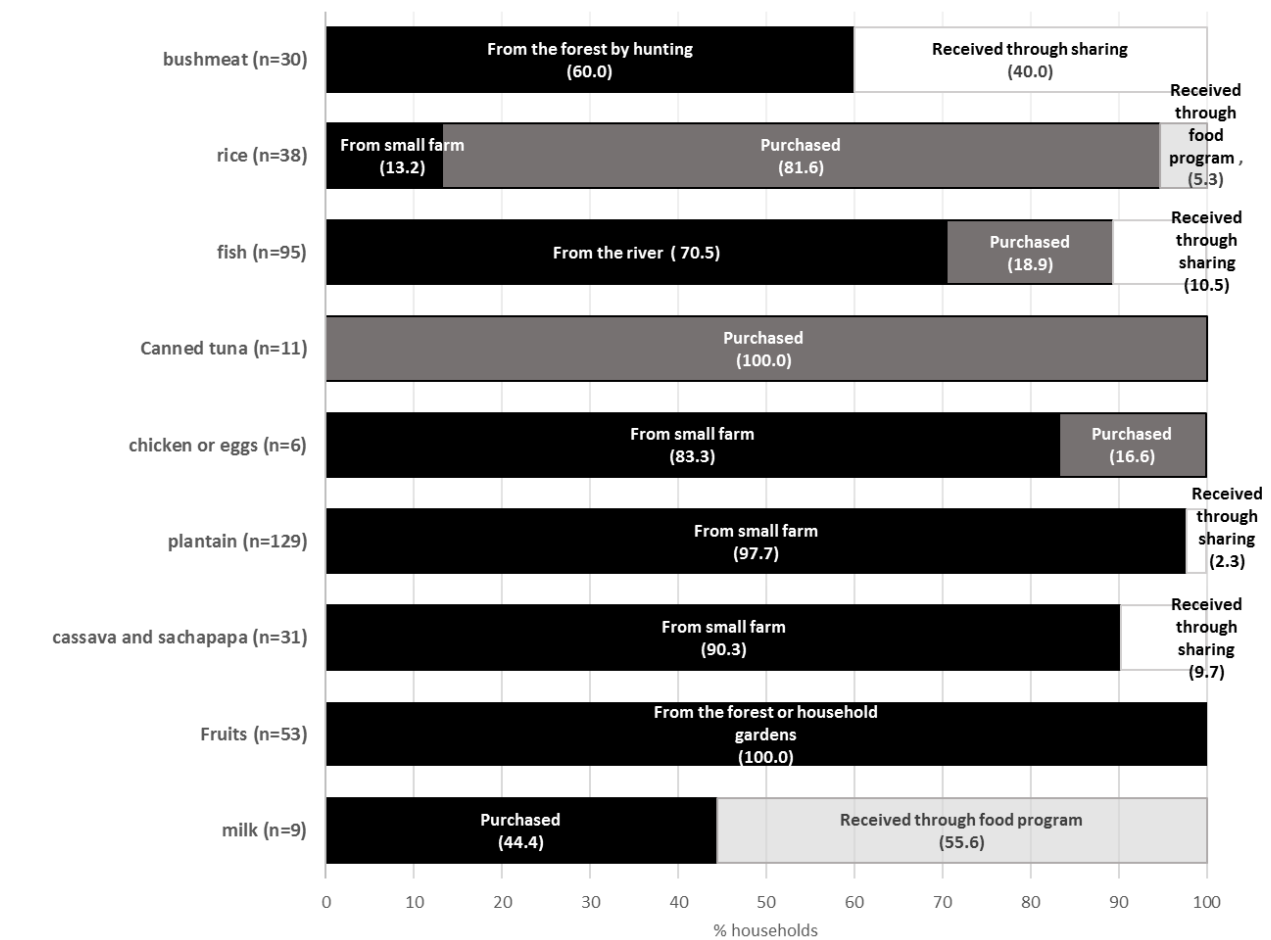 bushmeat (n=30)
From the forest by hunting
(60.0)
Received through sharing
(40.0)
rice (n=38)
From small farm
(13.2)
Purchased
(81.6)
Received
through
food
program ,
(5.3)
fish (n=95)
From the river ( 70.5)
Purchased
(18.9)
Received
through
sharing
(10.5)
Canned tuna (n=11)
Purchased
(100.0)
chicken or eggs (n=6)
From small farm
(83.3)
Purchased
(16.6)
plantain (n=129)
From small farm
(97.7)
Received
through
sharing
(2.3)
cassava and sachapapa (n=31)
From small farm
(90.3)
Received
through
sharing
(9.7)
Fruits (n=53)
From the forest or household
gardens
(100.0)
milk (n=9)
Purchased
(44.4)
Received through food program
(55.6)
0 10 20 30 40 50 60 70 80 90 100
% households